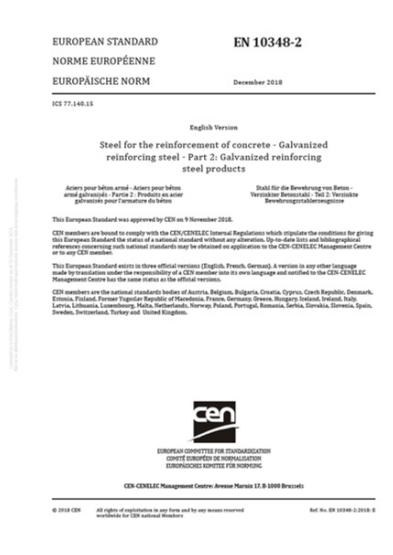 EUROPEAN STANDARD
NORME EUROPÉENNE
EUROPÄISCHE NORM
EN 10348-2
December 2018
ICS 77.140.15
English Version
Steel for the reinforcement of concrete - Galvanized
reinforcing steel - Part 2: Galvanized reinforcing
steel products
Aciers pour béton armé - Aciers pour béton
armé galvanisés - Partie 2 : Produits en acier
galvanisés pour l'armature du béton
Stahl für die Bewehrung von Beton -
Verzinkter Betonstahl - Teil 2: Verzinkte
Bewehrungsstahlerzeugnisse
This European Standard was approved by CEN on 9 November 2018.
CEN members are bound to comply with the CEN/CENELEC Internal Regulations which stipulate the conditions for giving
this European Standard the status of a national standard without any alteration. Up-to-date lists and bibliographical
references concerning such national standards may be obtained on application to the CEN-CENELEC Management Centre
or to any CEN member.
This European Standard exists in three official versions (English, French, German). A version in any other language
made by translation under the responsibility of a CEN member into its own language and notified to the CEN-CENELEC
Management Centre has the same status as the official versions.
CEN members are the national standards bodies of Austria, Belgium, Bulgaria, Croatia, Cyprus, Czech Republic, Denmark,
Estonia, Finland, Former Yugoslav Republic of Macedonia, France, Germany, Greece, Hungary, Iceland, Ireland, Italy,
Latvia, Lithuania, Luxembourg, Malta, Netherlands, Norway, Poland, Portugal, Romania, Serbia, Slovakia, Slovenia, Spain,
Sweden, Switzerland, Turkey and United Kingdom.
cen
EUROPEAN COMMITTEE FOR STANDARDIZATION
COMITÉ EUROPÉEN DE NORMALISATION
EUROPÄISCHES KOMITEE FÜR NORMUNG
CEN-CENELEC Management Centre: Avenue Marnix 17, B-1000 Brussels
© 2018 CEN
All rights of exploitation in any form and by any means reserved
worldwide for CEN national Members
Ref. No. EN 10348-2:2018: E